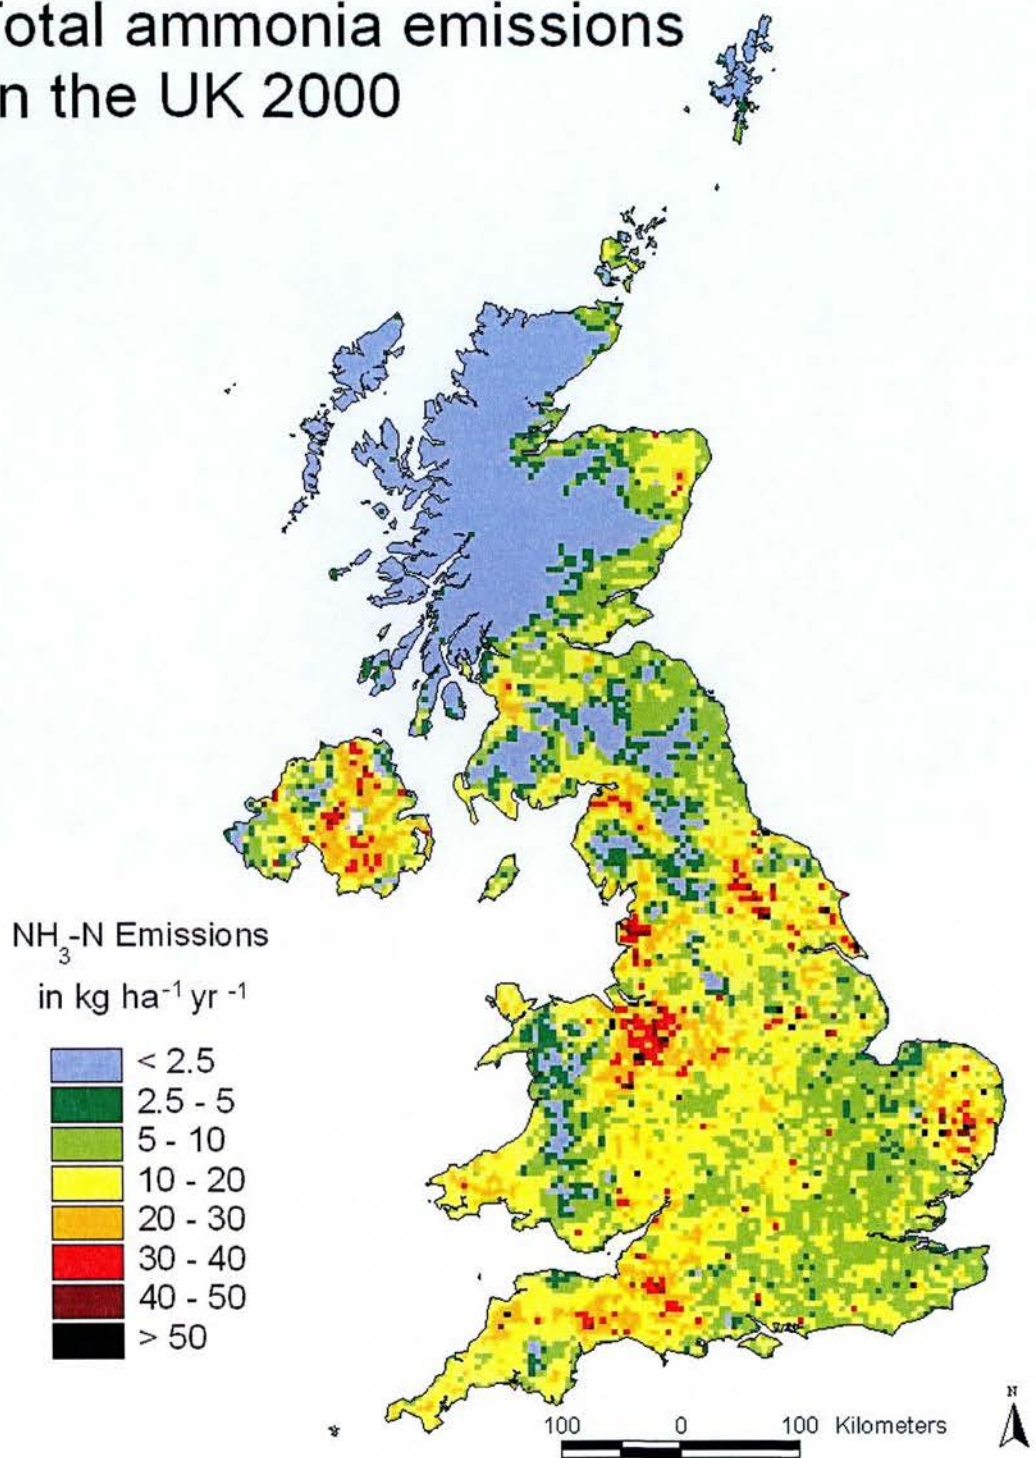 otal ammonia emissions
n the UK 2000
NH₃-N Emissions
in kg ha⁻¹ yr ⁻¹
< 2.5
2.5 - 5
5 - 10
10 - 20
20 - 30
30 - 40
40 - 50
> 50
N
100 0 100 Kilometers